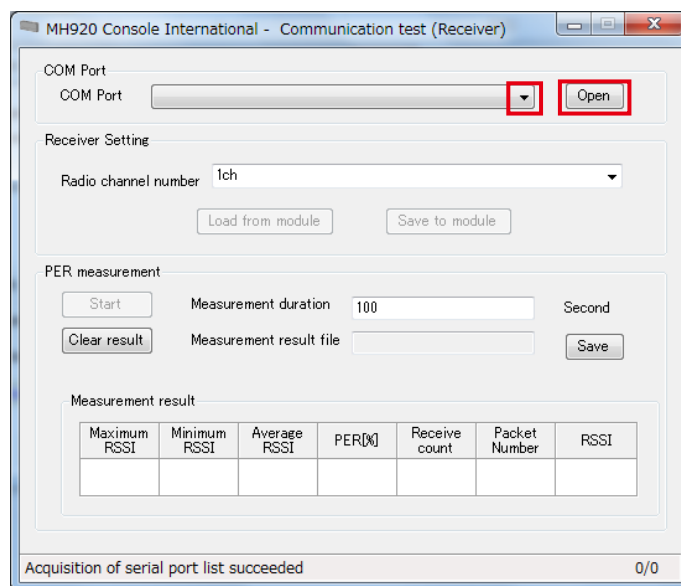 MH920 Console International - Communication test (Receiver)
COM Port
COM Port
Open
Receiver Setting
Radio channel number 1ch
Load from module Save to module
PER measurement
Start Measurement duration 100 Second
Clear result Measurement result file Save
Measurement result
Maximum RSSI Minimum RSSI Average RSSI PER[%] Receive count Packet Number RSSI
Acquisition of serial port list succeeded 0/0